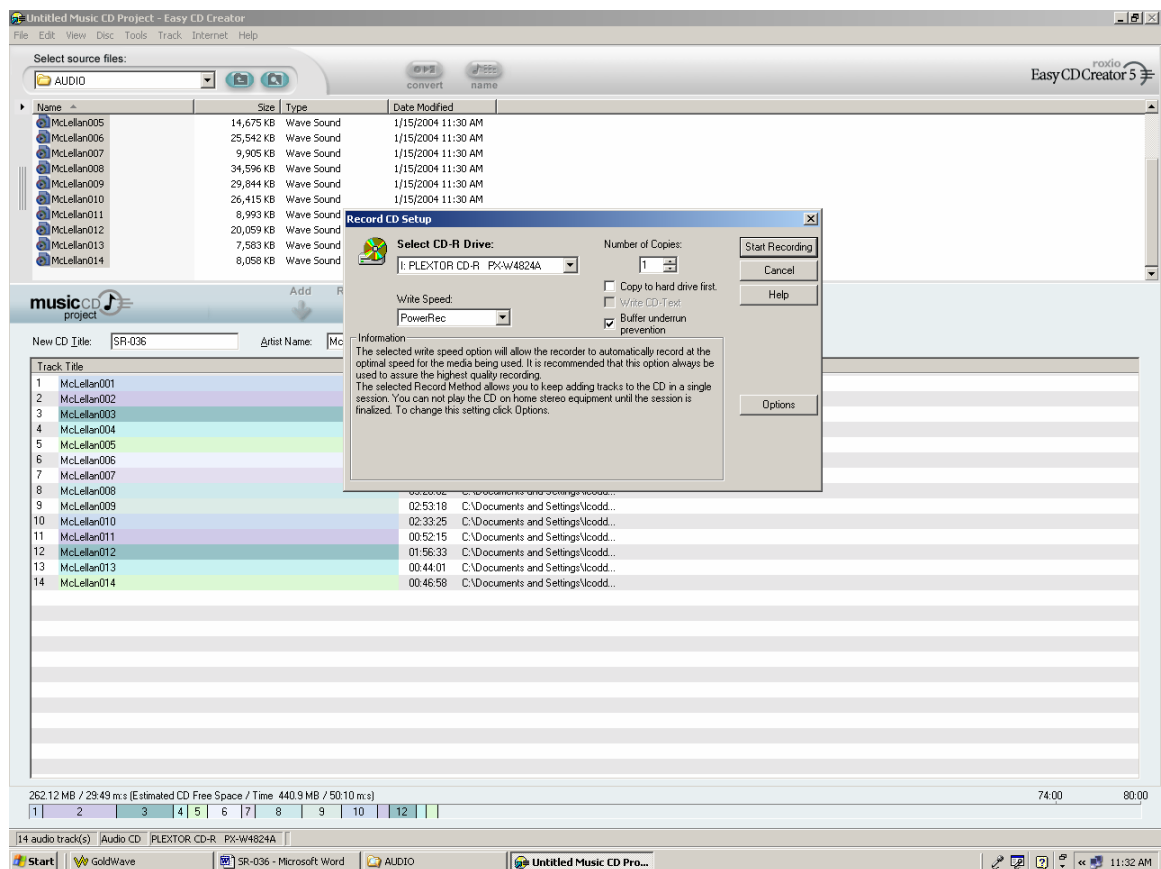 Untitled Music CD Project - Easy CD Creator
File Edit View Disc Tools Track Internet Help
Select source files:
AUDIO
convert
name
roxio
Easy CD Creator 5
Name Size Type Date Modified
McLellan005 14,675 KB Wave Sound 1/15/2004 11:30 AM
McLellan006 25,542 KB Wave Sound 1/15/2004 11:30 AM
McLellan007 9,905 KB Wave Sound 1/15/2004 11:30 AM
McLellan008 34,596 KB Wave Sound 1/15/2004 11:30 AM
McLellan009 29,844 KB Wave Sound 1/15/2004 11:30 AM
McLellan010 26,415 KB Wave Sound 1/15/2004 11:30 AM
McLellan011 8,993 KB Wave Sound
McLellan012 20,059 KB Wave Sound
McLellan013 7,583 KB Wave Sound
McLellan014 8,058 KB Wave Sound
Record CD Setup
Select CD-R Drive:
I: PLEXTOR CD-R PX-W4824A
Write Speed:
PowerRec
Number of Copies:
1
Copy to hard drive first.
Write CD-Text
Buffer underrun
prevention
Start Recording
Cancel
Help
Options
Information
The selected write speed option will allow the recorder to automatically record at the
optimal speed for the media being used. It is recommended that this option always be
used to assure the highest quality recording.
The selected Record Method allows you to keep adding tracks to the CD in a single
session. You can not play the CD on home stereo equipment until the session is
finalized. To change this setting click Options.
musicCD
project
Add R
New CD Title: SR-036 Artist Name: Mc
Track Title
1 McLellan001
2 McLellan002
3 McLellan003
4 McLellan004
5 McLellan005
6 McLellan006
7 McLellan007
8 McLellan008
9 McLellan009 02:53:18 C:\Documents and Settings\lcodd...
10 McLellan010 02:33:25 C:\Documents and Settings\lcodd...
11 McLellan011 00:52:15 C:\Documents and Settings\lcodd...
12 McLellan012 01:56:33 C:\Documents and Settings\lcodd...
13 McLellan013 00:44:01 C:\Documents and Settings\lcodd...
14 McLellan014 00:46:58 C:\Documents and Settings\lcodd...
262.12 MB / 29:49 m:s (Estimated CD Free Space / Time 440.9 MB / 50:10 m:s) 74:00 80:00
1 2 3 4 5 6 7 8 9 10 12
14 audio track(s) Audio CD PLEXTOR CD-R PX-W4824A
Start GoldWave SR-036 - Microsoft Word AUDIO Untitled Music CD Pro... 11:32 AM